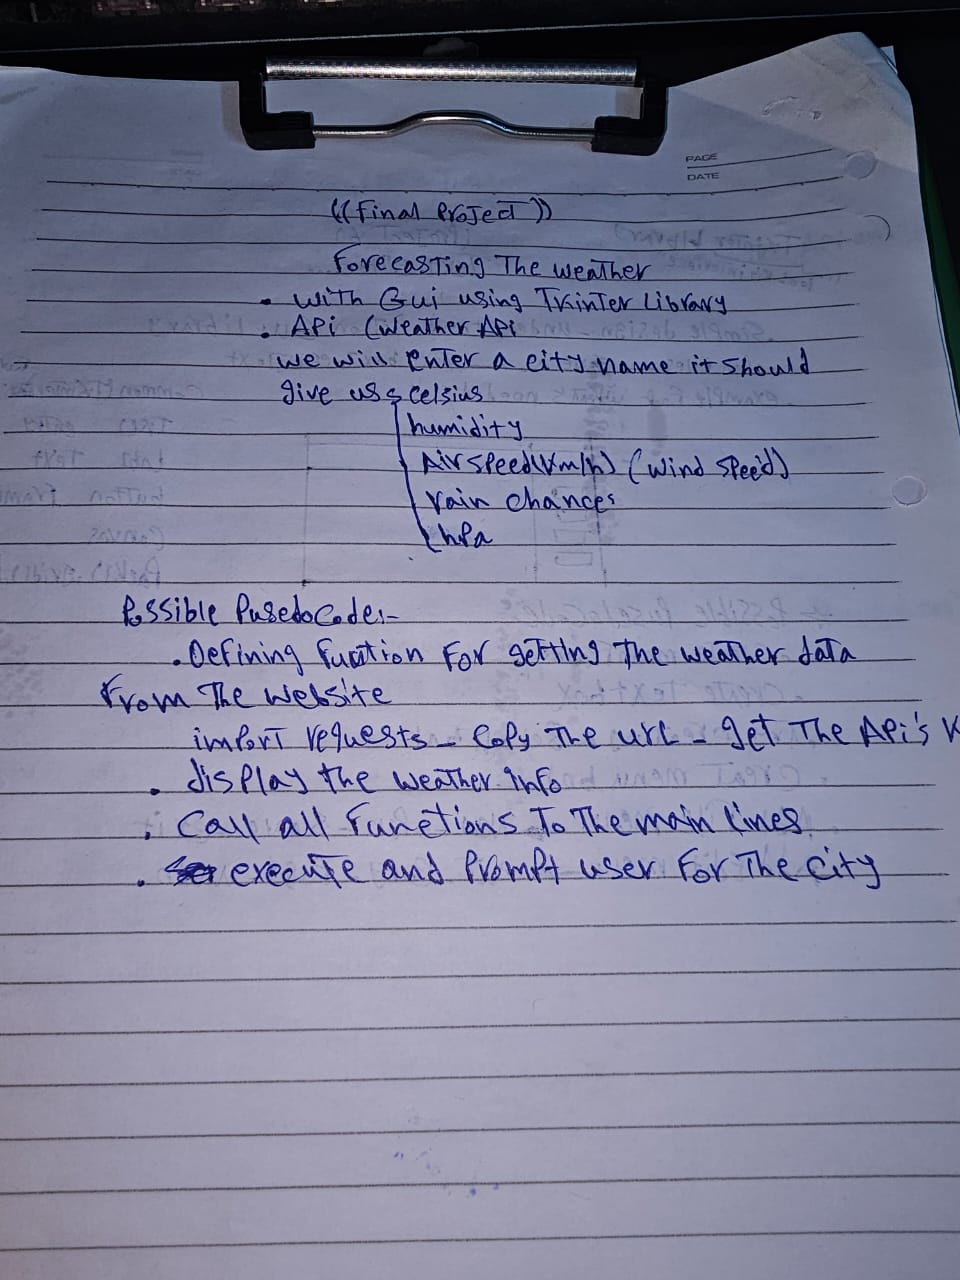 PAGE
DATE
((Final Project))
Forecasting The weather
• with Gui using Tkinter Library
• Api (Weather Api
we will enter a city name it should
give us : celsius
humidity
Air speed (km/h) (wind speed)
rain chances
hPa
Possible PusedoCode:-
• Defining fuction For getting The weather data
From The website
import requests - Copy The url - get The Api's K
• display the weather info
• Call all Functions To The main lines
• execute and Prompt user For The city